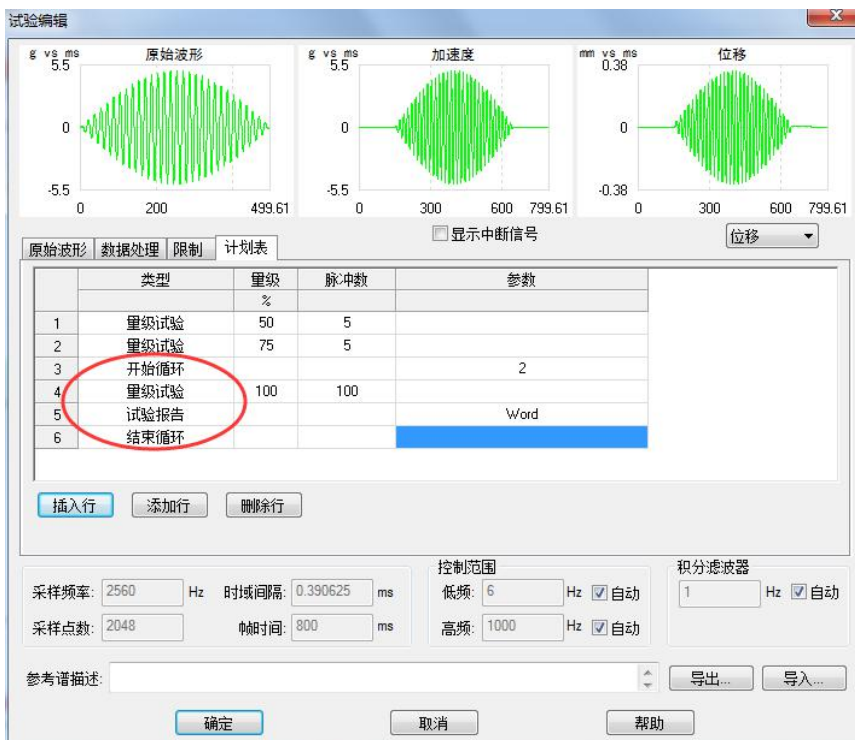 试验编辑
g vs ms 原始波形
5.5
0
-5.5
0 200 499.61
g vs ms 加速度
5.5
0
-5.5
0 300 600 799.61
mm vs ms 位移
0.38
0
-0.38
0 300 600 799.61
显示中断信号 位移
原始波形 数据处理 限制 计划表
类型 量级 脉冲数 参数
%
1 量级试验 50 5
2 量级试验 75 5
3 开始循环 2
4 量级试验 100 100
5 试验报告 Word
6 结束循环
插入行 添加行 删除行
控制范围 积分滤波器
采样频率: 2560 Hz 时域间隔: 0.390625 ms 低频: 6 Hz 自动 1 Hz 自动
采样点数: 2048 帧时间: 800 ms 高频: 1000 Hz 自动
参考谱描述: 导出... 导入...
确定 取消 帮助